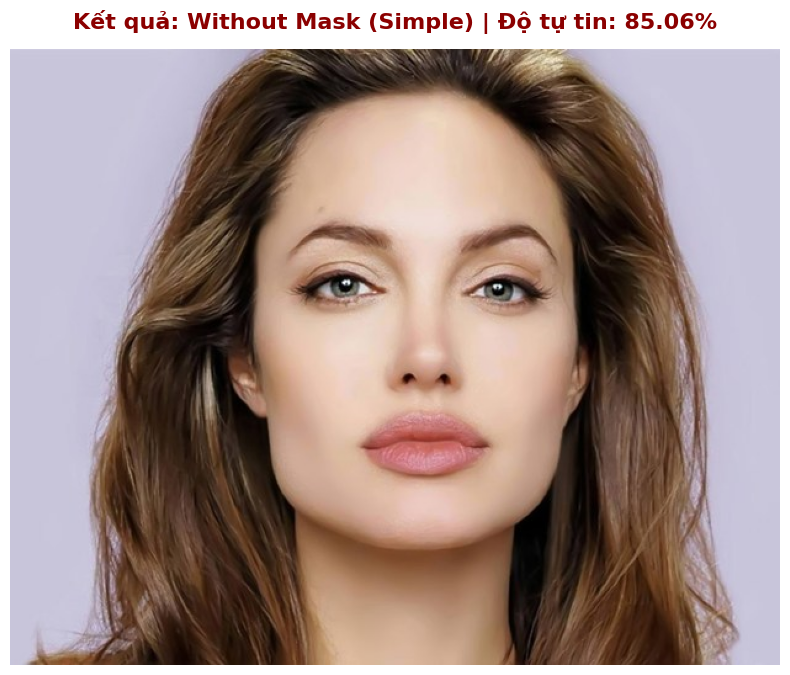 Kết quả: Without Mask (Simple) | Độ tự tin: 85.06%